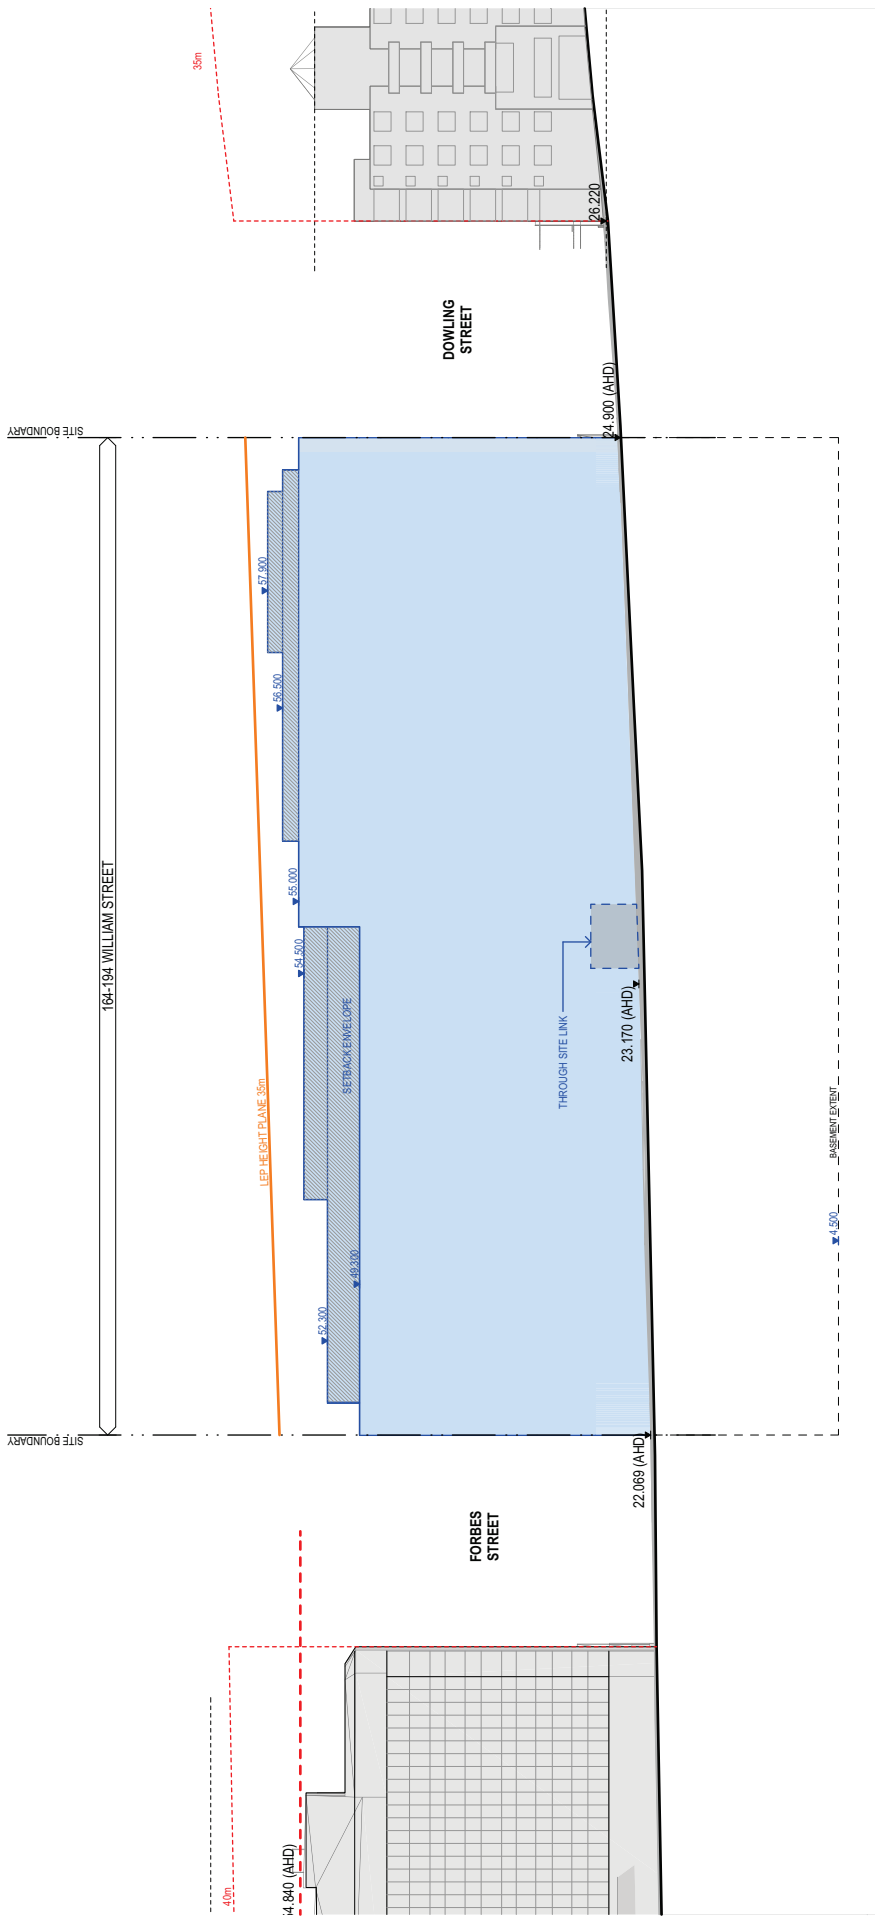 35m
26.220
DOWLING
STREET
24.900 (AHD)
SITE BOUNDARY
57.900
56.500
55.000
54.500
164-194 WILLIAM STREET
SETBACK ENVELOPE
LEP HEIGHT PLANE 35m
THROUGH SITE LINK
23.170 (AHD)
BASEMENT EXTENT
4.500
49.300
52.300
SITE BOUNDARY
22.069 (AHD)
FORBES
STREET
40m
(AHD)